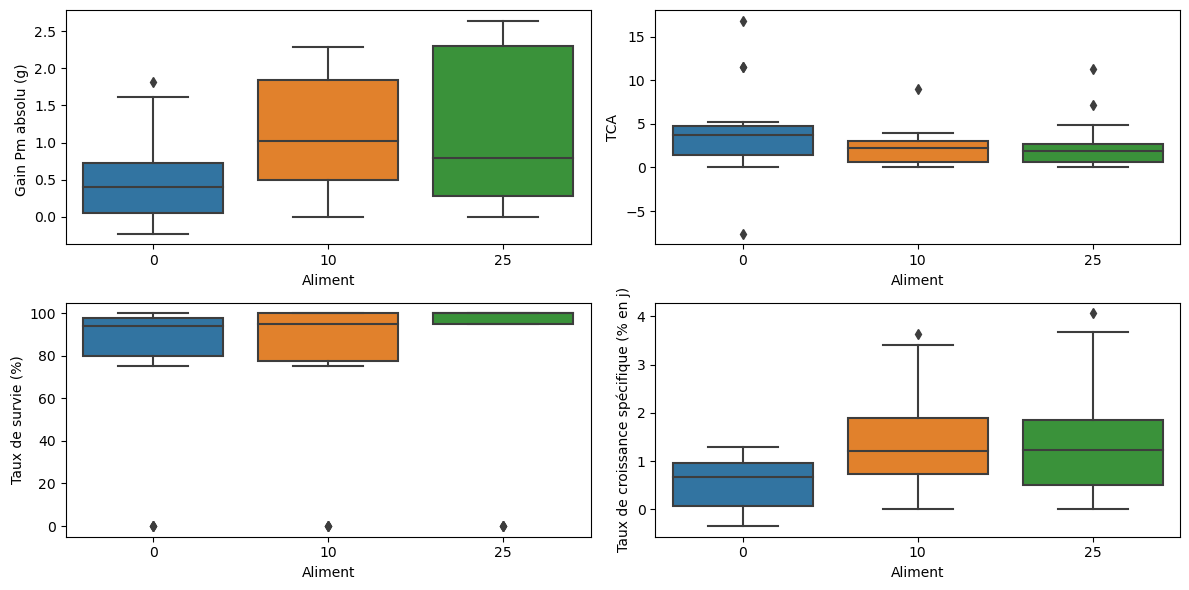 Gain Pm absolu (g)
2.5
2.0
1.5
1.0
0.5
0.0
0 10 25
Aliment
TCA
15
10
5
0
−5
0 10 25
Aliment
Taux de survie (%)
100
80
60
40
20
0
0 10 25
Aliment
Taux de croissance spécifique (% en j)
4
3
2
1
0
0 10 25
Aliment